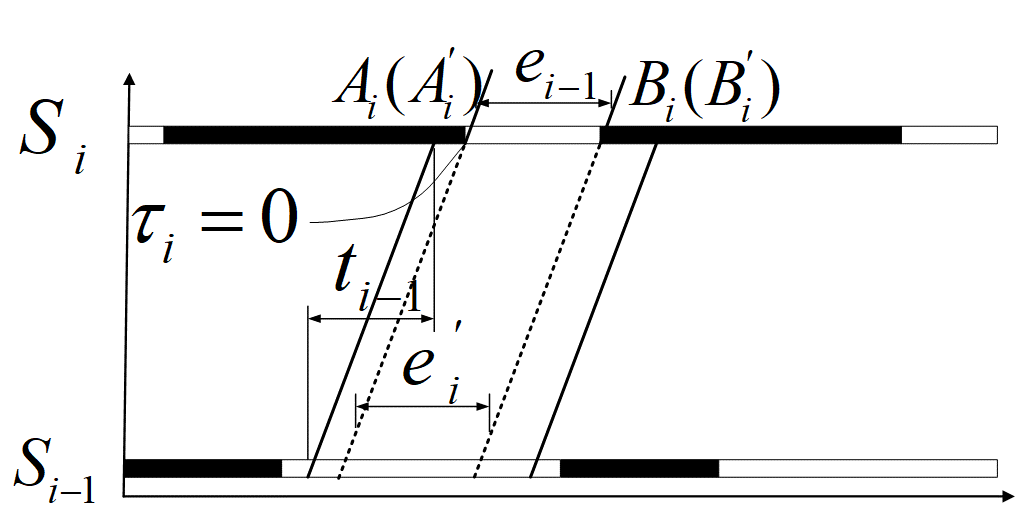 A_i(A_i′) e_{i−1} B_i(B_i′)
S_i
τ_i = 0
t_{i−1}
e_i′
S_{i−1}